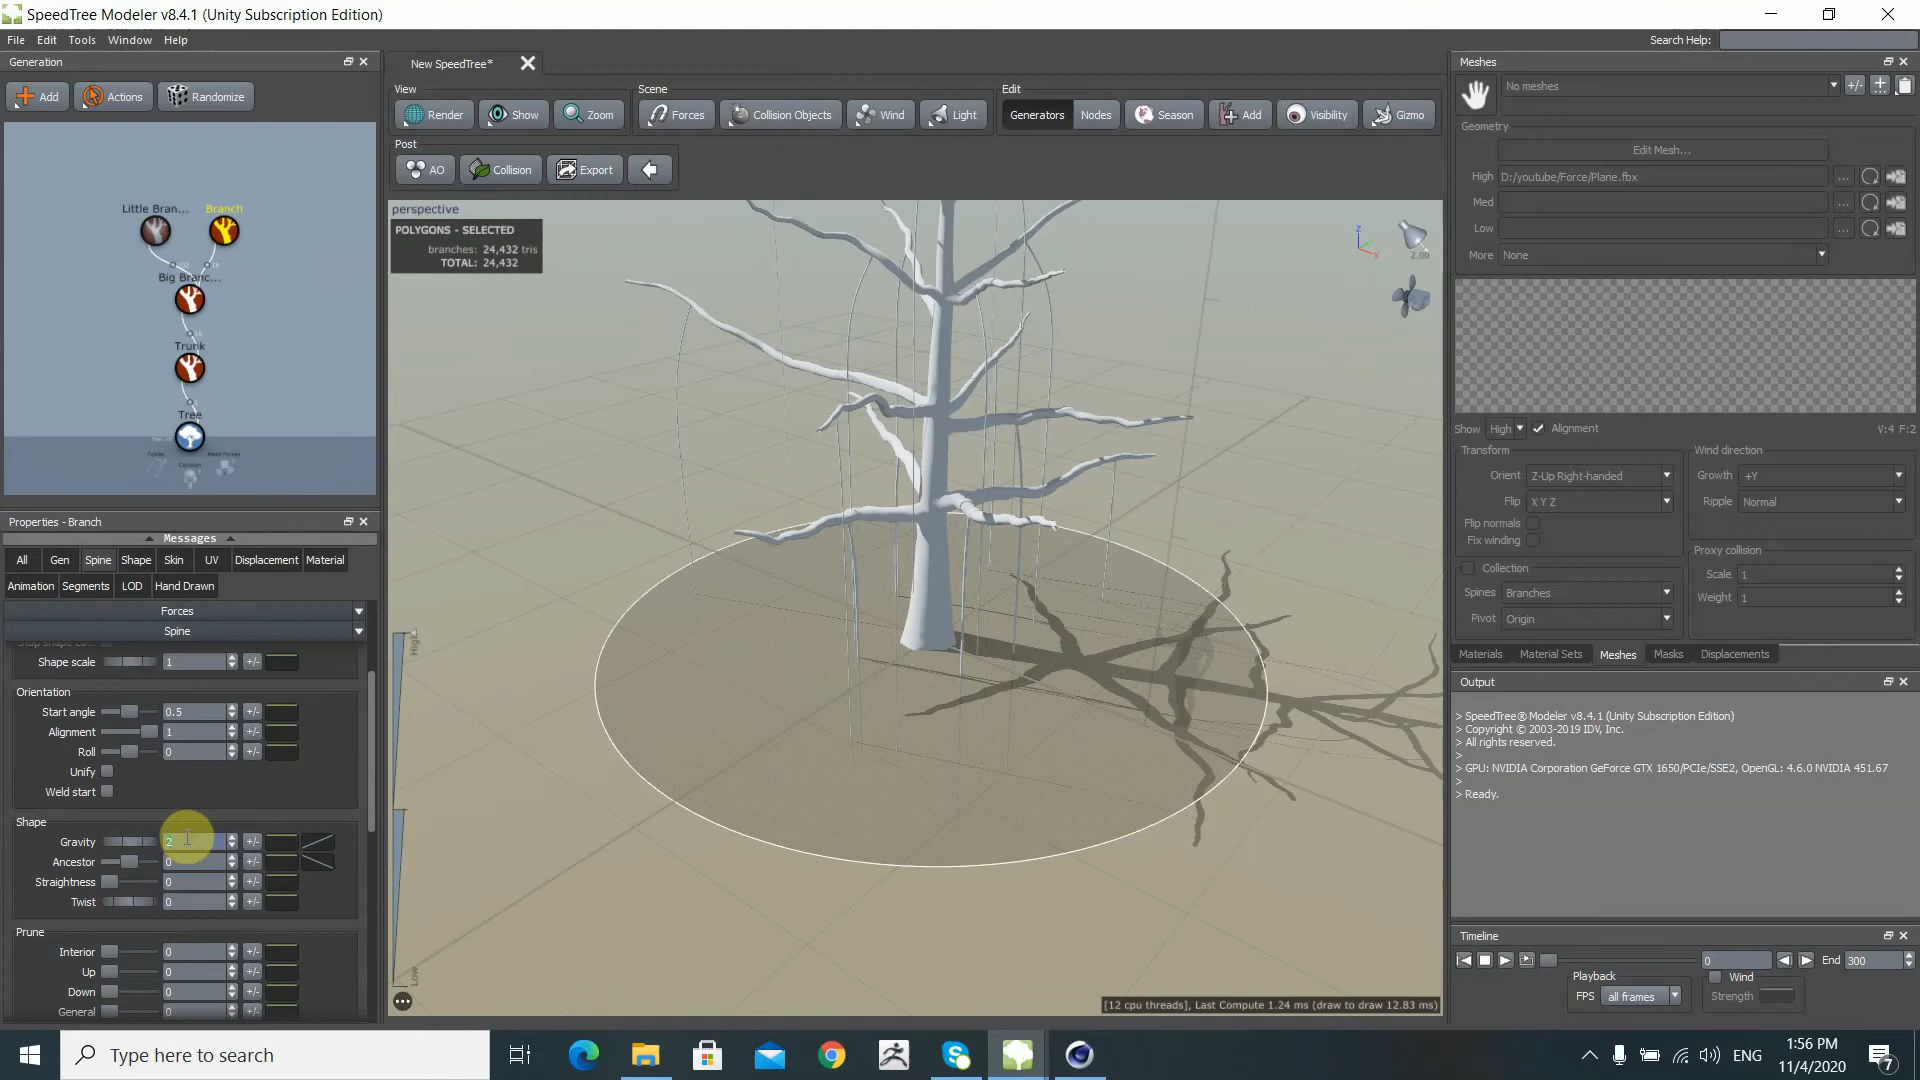 SpeedTree Modeler v8.4.1 (Unity Subscription Edition)
File Edit Tools Window Help
Search Help:
Generation
Add Actions Randomize
Little Bran... Branch
Big Branc...
Trunk
Tree
New SpeedTree*
View Scene Edit
Render Show Zoom Forces Collision Objects Wind Light Generators Nodes Season Add Visibility Gizmo
Post
AO Collision Export
perspective
POLYGONS - SELECTED
branches: 24,432 tris
TOTAL: 24,432
2.00
z
x
High
Low
[12 cpu threads], Last Compute 1.24 ms (draw to draw 12.83 ms)
Properties - Branch
Messages
All Gen Spine Shape Skin UV Displacement Material
Animation Segments LOD Hand Drawn
Forces
Spine
Shape scale 1 +/-
Orientation
Start angle 0.5 +/-
Alignment 1 +/-
Roll 0 +/-
Unify
Weld start
Shape
Gravity 2 +/-
Ancestor 0 +/-
Straightness 0 +/-
Twist 0 +/-
Prune
Interior 0 +/-
Up 0 +/-
Down 0 +/-
General 0 +/-
Meshes
No meshes +/-
Geometry
Edit Mesh...
High D:/youtube/Force/Plane.fbx ...
Med ...
Low ...
More None
Show High Alignment V:4 F:2
Transform Wind direction
Orient Z-Up Right-handed Growth +Y
Flip X Y Z Ripple Normal
Flip normals
Fix winding
Proxy collision
Collection Scale 1
Spines Branches Weight 1
Pivot Origin
Materials Material Sets Meshes Masks Displacements
Output
> SpeedTree® Modeler v8.4.1 (Unity Subscription Edition)
> Copyright © 2003-2019 IDV, Inc.
> All rights reserved.
>
> GPU: NVIDIA Corporation GeForce GTX 1650/PCIe/SSE2, OpenGL: 4.6.0 NVIDIA 451.67
>
> Ready.
Timeline
0 End 300
Playback Wind
FPS all frames Strength
Type here to search
ENG
1:56 PM
11/4/2020
7